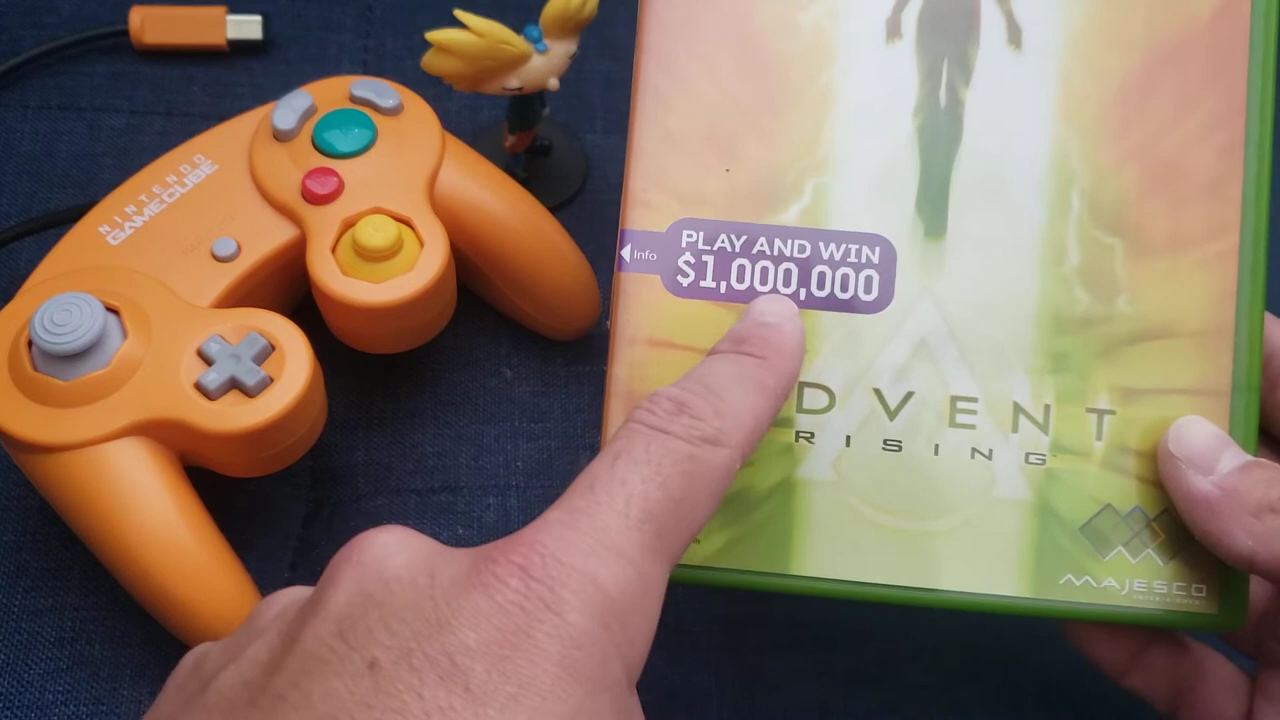 NINTENDO
GAMECUBE
Info
PLAY AND WIN
$1,000,000
DVENT
RISING
MAJESCO